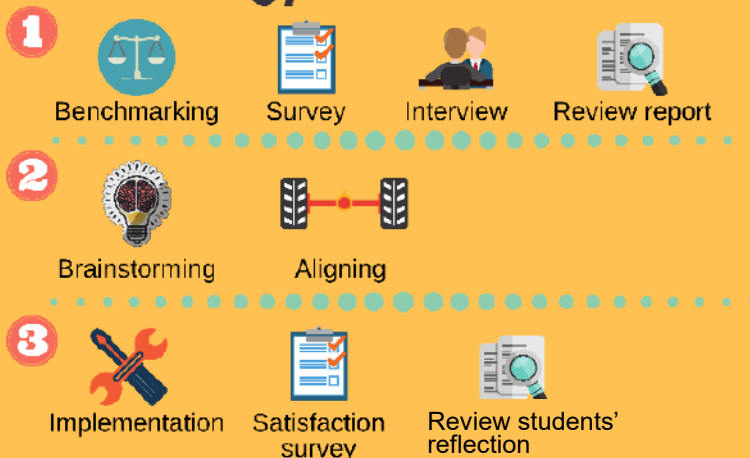 1
Benchmarking Survey Interview Review report
2
Brainstorming Aligning
3
Implementation Satisfaction survey Review students’ reflection